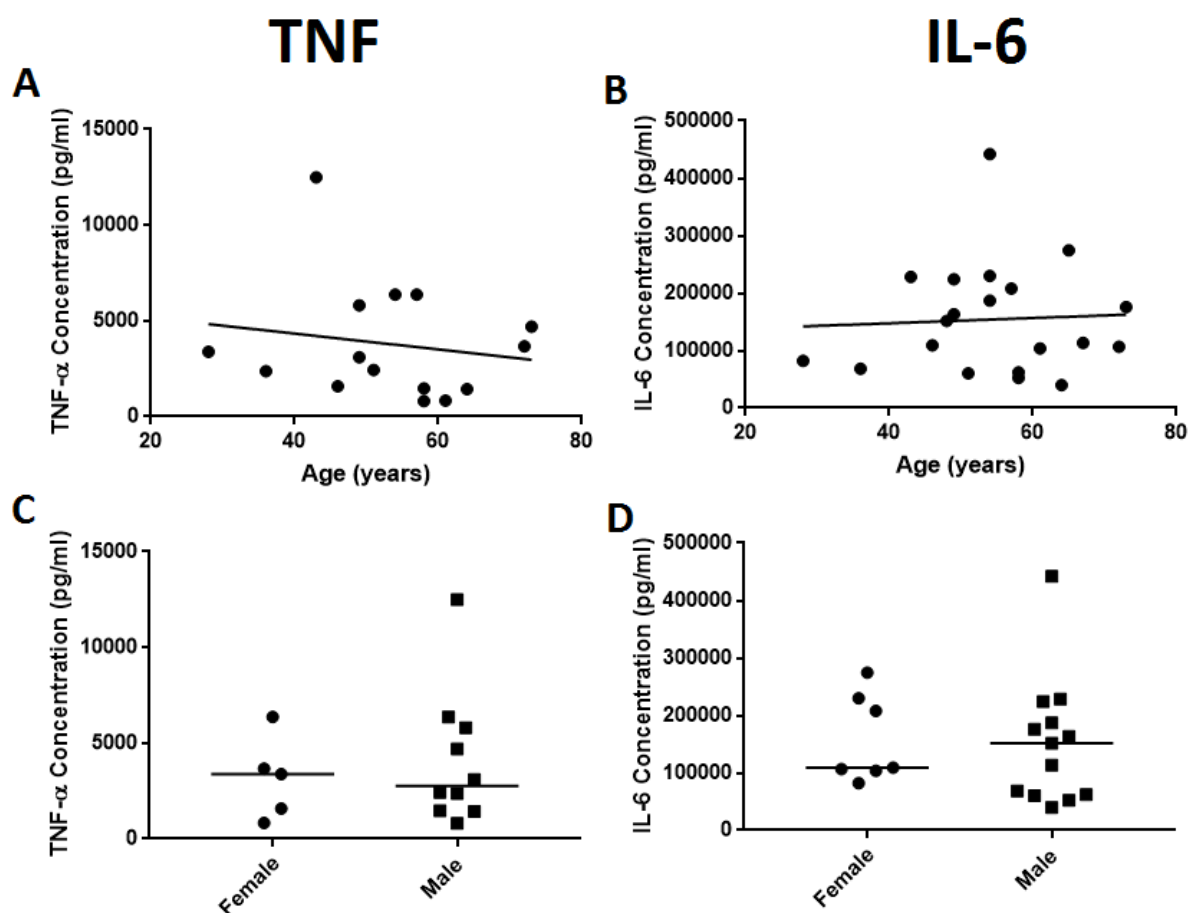 TNF
IL-6
A
TNF-α Concentration (pg/ml)
15000
10000
5000
0
20
40
60
80
Age (years)
B
IL-6 Concentration (pg/ml)
500000
400000
300000
200000
100000
0
20
40
60
80
Age (years)
C
TNF-α Concentration (pg/ml)
15000
10000
5000
0
Female
Male
D
IL-6 Concentration (pg/ml)
500000
400000
300000
200000
100000
0
Female
Male